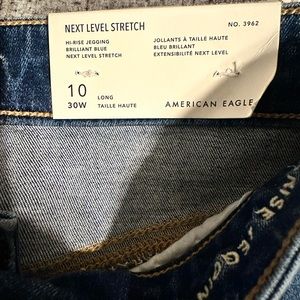 NEXT LEVEL STRETCH
NO. 3962
HI-RISE JEGGING
BRILLIANT BLUE
NEXT LEVEL STRETCH
JOLLANTS À TAILLE HAUTE
BLEU BRILLANT
EXTENSIBILITÉ NEXT LEVEL
10 LONG
30W TAILLE HAUTE
AMERICAN EAGLE
RISE JEGGING